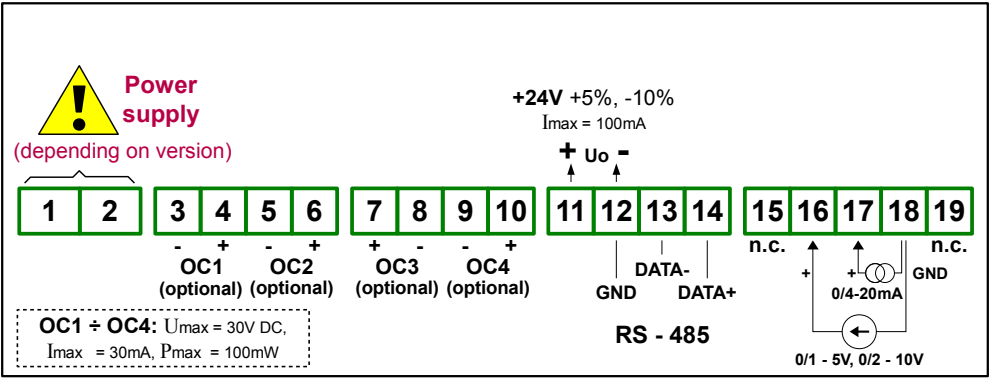 Power
supply
(depending on version)
+24V +5%, -10%
Imax = 100mA
+ Uo -
1 2 3 4 5 6 7 8 9 10 11 12 13 14 15 16 17 18 19
- + - + + - - + n.c. n.c.
OC1 OC2 OC3 OC4
(optional) (optional) (optional) (optional)
GND DATA- DATA+
+ + GND
0/4-20mA
RS - 485
0/1 - 5V, 0/2 - 10V
OC1 ÷ OC4: Umax = 30V DC,
Imax = 30mA, Pmax = 100mW